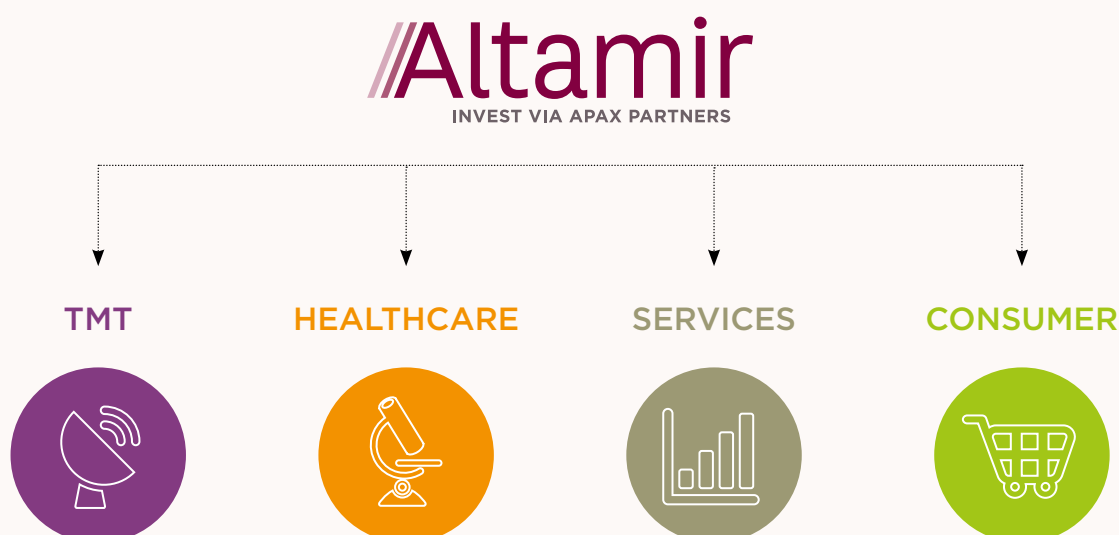 Altamir
INVEST VIA APAX PARTNERS
TMT
HEALTHCARE
SERVICES
CONSUMER